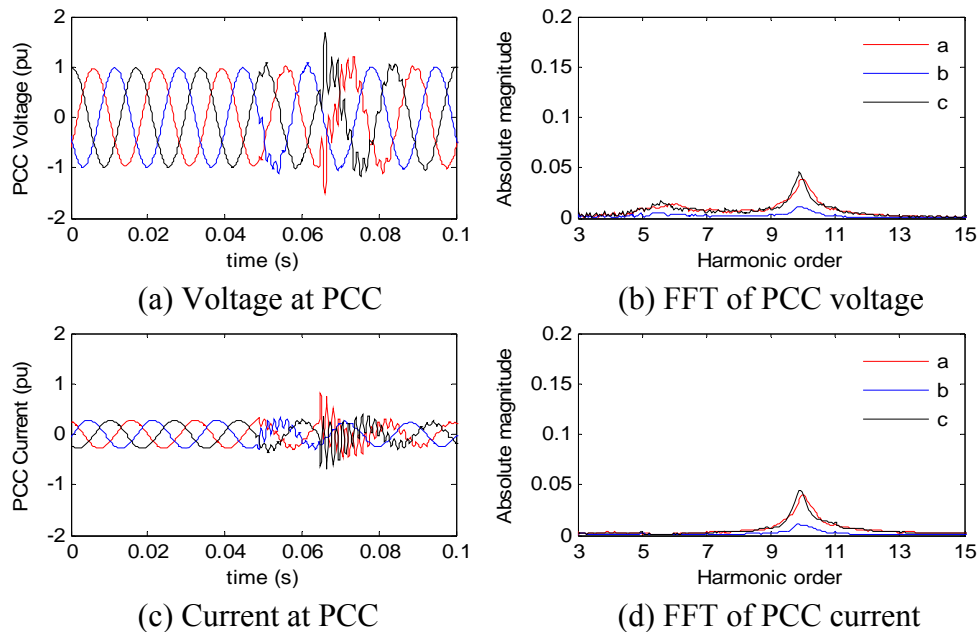 PCC Voltage (pu)
2
1
0
-1
-2
0 0.02 0.04 0.06 0.08 0.1
time (s)
(a) Voltage at PCC
Absolute magnitude
0.2
0.15
0.1
0.05
0
3 5 7 9 11 13 15
Harmonic order
a
b
c
(b) FFT of PCC voltage
PCC Current (pu)
2
1
0
-1
-2
0 0.02 0.04 0.06 0.08 0.1
time (s)
(c) Current at PCC
Absolute magnitude
0.2
0.15
0.1
0.05
0
3 5 7 9 11 13 15
Harmonic order
a
b
c
(d) FFT of PCC current